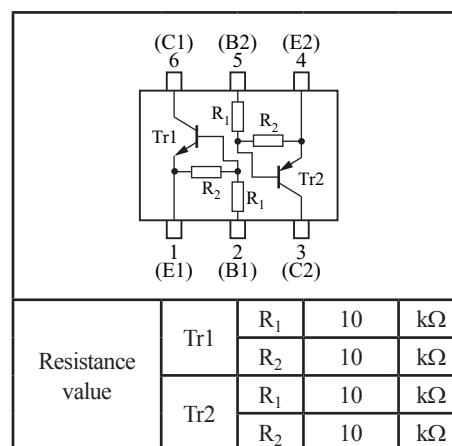 (C1) (B2) (E2)
6 5 4
R1
R2
Tr1
Tr2
R2
R1
1 2 3
(E1) (B1) (C2)
Resistance value
Tr1
R1 10 kΩ
R2 10 kΩ
Tr2
R1 10 kΩ
R2 10 kΩ